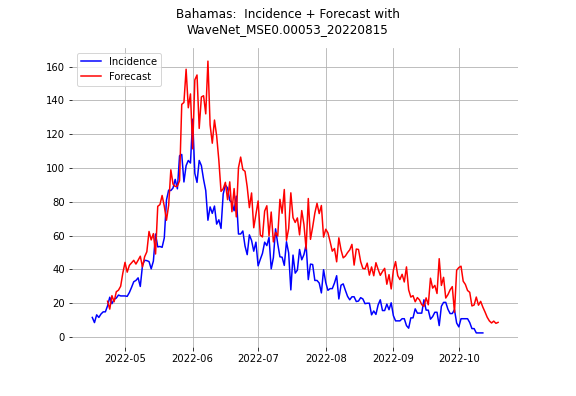 Bahamas:  Incidence + Forecast with
WaveNet_MSE0.00053_20220815
Incidence
Forecast
160
140
120
100
80
60
40
20
0
2022-05 2022-06 2022-07 2022-08 2022-09 2022-10